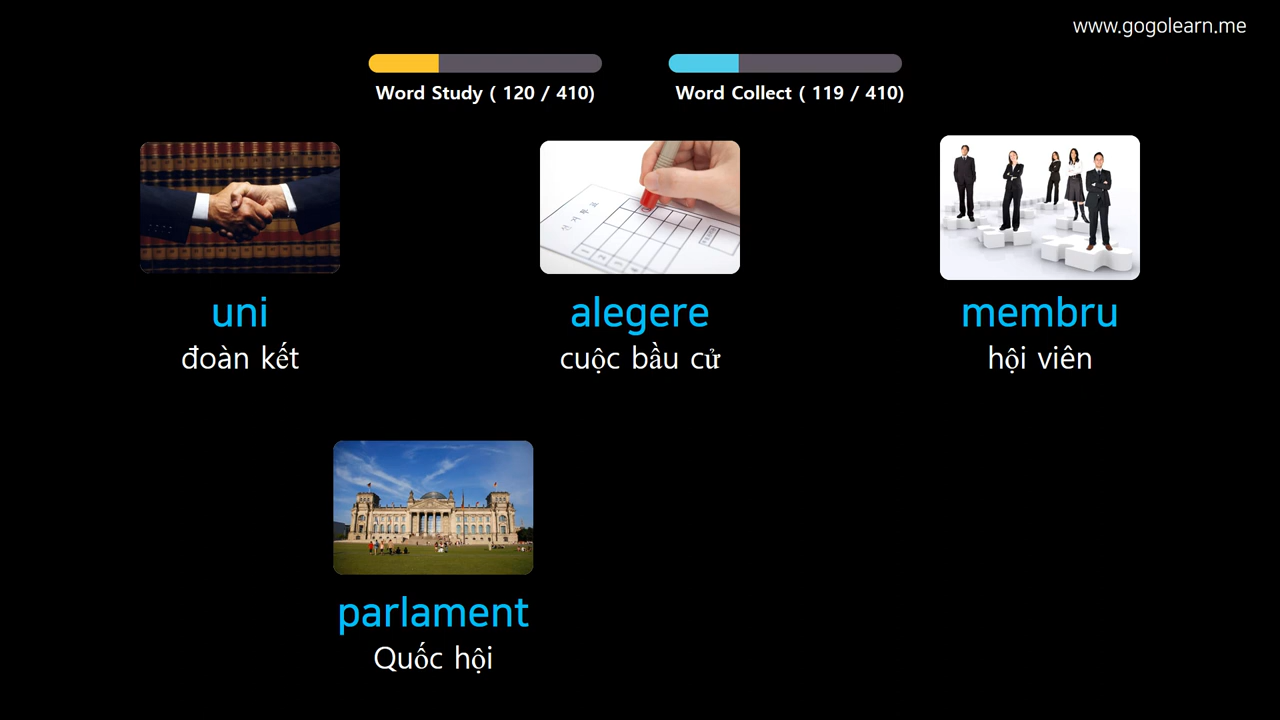 www.gogolearn.me
Word Study ( 120 / 410)
Word Collect ( 119 / 410)
uni
đoàn kết
alegere
cuộc bầu cử
membru
hội viên
parlament
Quốc hội